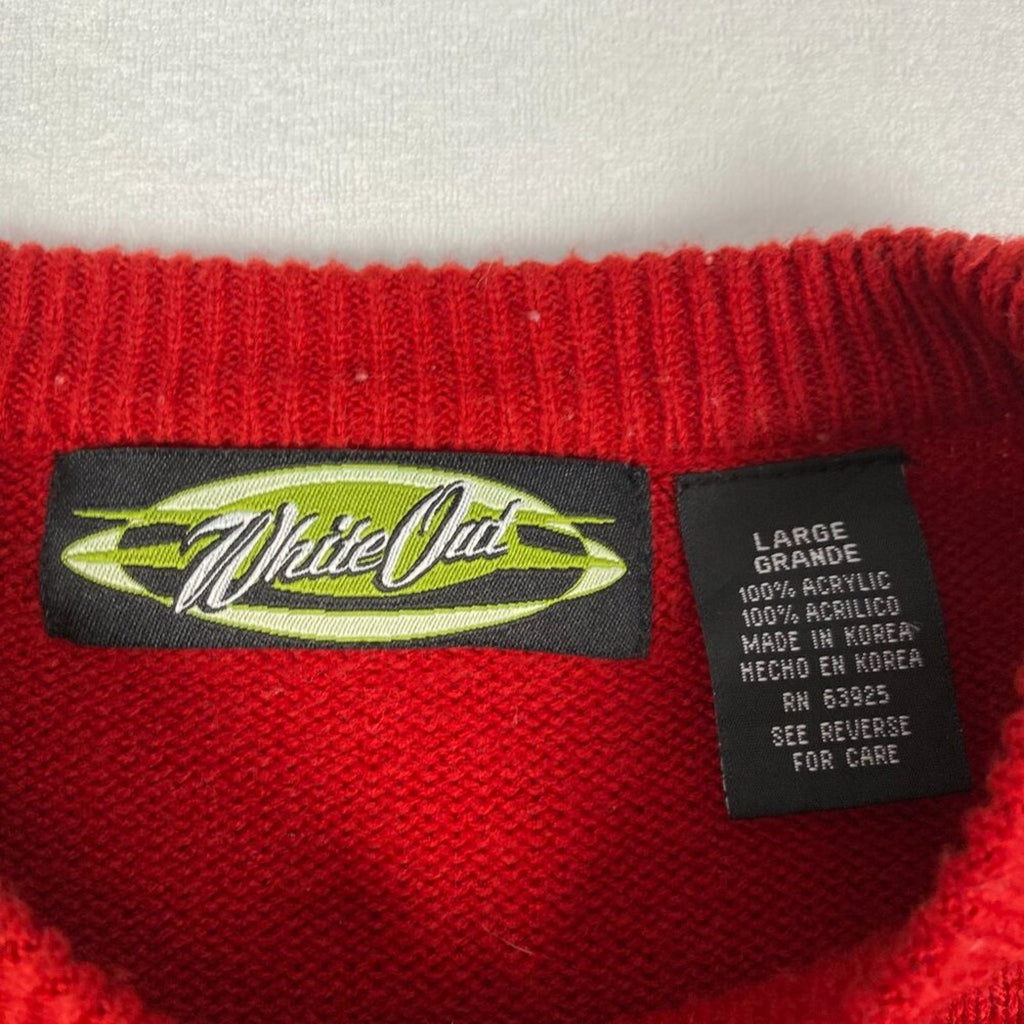 White Out
LARGE
GRANDE
100% ACRYLIC
100% ACRILICO
MADE IN KOREA
HECHO EN KOREA
RN 63925
SEE REVERSE
FOR CARE